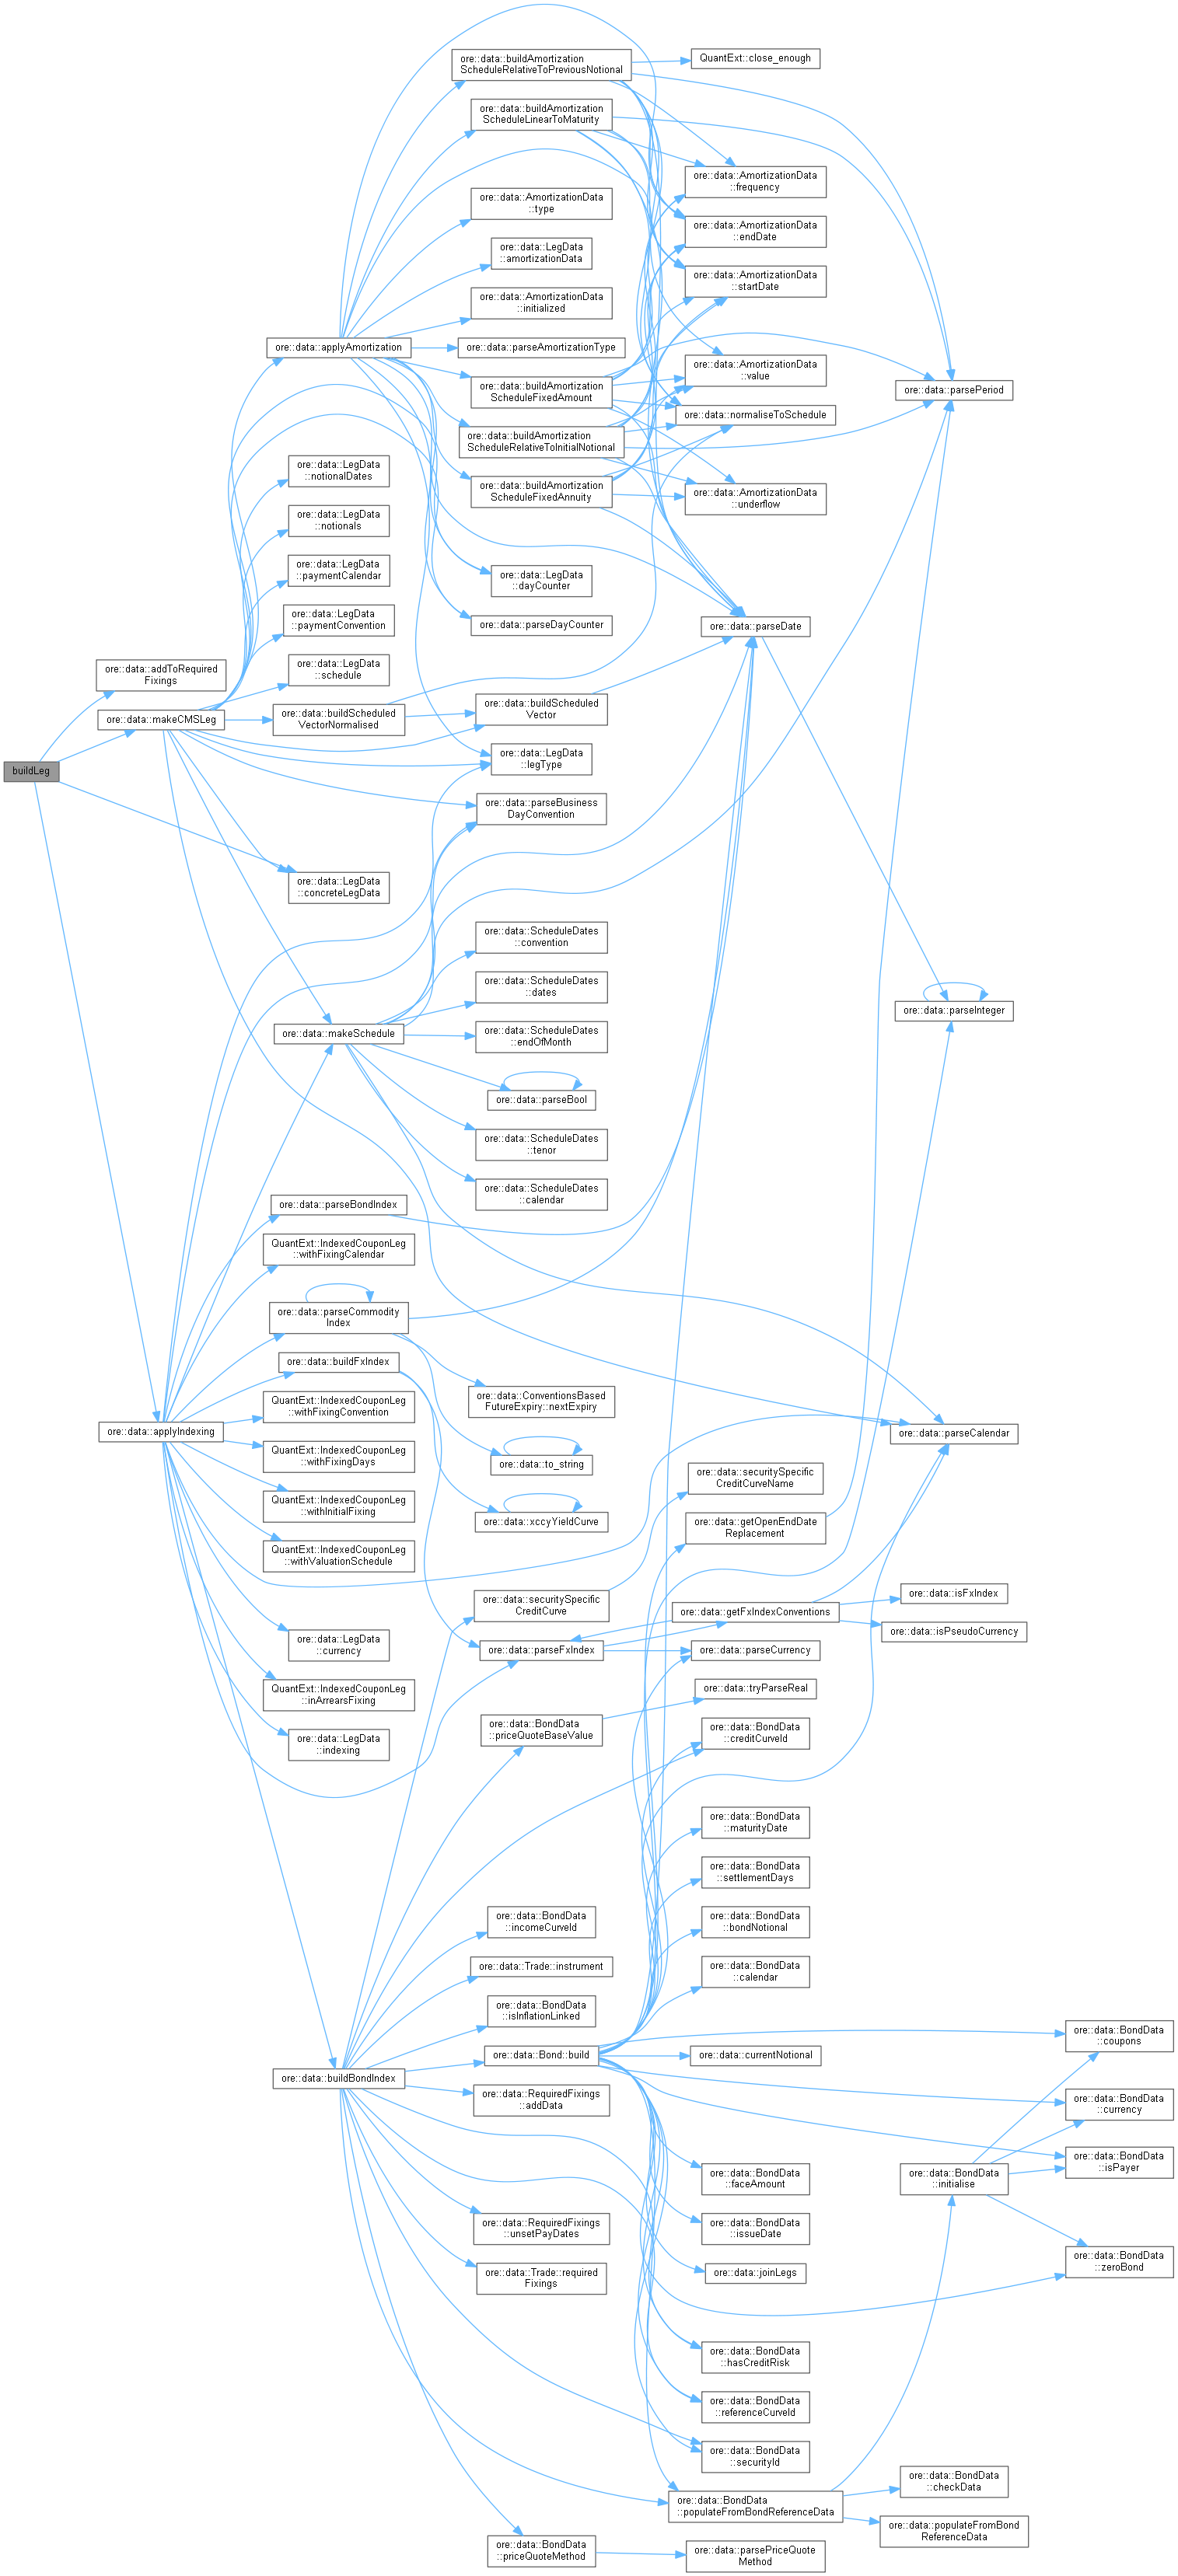 buildLeg
ore::data::addToRequired
Fixings
ore::data::makeCMSLeg
ore::data::applyIndexing
ore::data::applyAmortization
ore::data::LegData
::notionalDates
ore::data::LegData
::notionals
ore::data::LegData
::paymentCalendar
ore::data::LegData
::paymentConvention
ore::data::LegData
::schedule
ore::data::buildScheduled
VectorNormalised
ore::data::LegData
::concreteLegData
ore::data::makeSchedule
ore::data::parseBondIndex
QuantExt::IndexedCouponLeg
::withFixingCalendar
ore::data::parseCommodity
Index
ore::data::buildFxIndex
QuantExt::IndexedCouponLeg
::withFixingConvention
QuantExt::IndexedCouponLeg
::withFixingDays
QuantExt::IndexedCouponLeg
::withInitialFixing
QuantExt::IndexedCouponLeg
::withValuationSchedule
ore::data::LegData
::currency
QuantExt::IndexedCouponLeg
::inArrearsFixing
ore::data::LegData
::indexing
ore::data::buildBondIndex
ore::data::buildAmortization
ScheduleRelativeToPreviousNotional
ore::data::buildAmortization
ScheduleLinearToMaturity
ore::data::AmortizationData
::type
ore::data::LegData
::amortizationData
ore::data::AmortizationData
::initialized
ore::data::parseAmortizationType
ore::data::buildAmortization
ScheduleFixedAmount
ore::data::buildAmortization
ScheduleRelativeToInitialNotional
ore::data::buildAmortization
ScheduleFixedAnnuity
ore::data::LegData
::dayCounter
ore::data::parseDayCounter
ore::data::buildScheduled
Vector
ore::data::LegData
::legType
ore::data::parseBusiness
DayConvention
ore::data::ScheduleDates
::convention
ore::data::ScheduleDates
::dates
ore::data::ScheduleDates
::endOfMonth
ore::data::parseBool
ore::data::ScheduleDates
::tenor
ore::data::ScheduleDates
::calendar
ore::data::ConventionsBased
FutureExpiry::nextExpiry
ore::data::to_string
ore::data::xccyYieldCurve
ore::data::securitySpecific
CreditCurve
ore::data::parseFxIndex
ore::data::BondData
::priceQuoteBaseValue
ore::data::BondData
::incomeCurveId
ore::data::Trade::instrument
ore::data::BondData
::isInflationLinked
ore::data::Bond::build
ore::data::RequiredFixings
::addData
ore::data::RequiredFixings
::unsetPayDates
ore::data::Trade::required
Fixings
ore::data::BondData
::priceQuoteMethod
QuantExt::close_enough
ore::data::AmortizationData
::frequency
ore::data::AmortizationData
::endDate
ore::data::AmortizationData
::startDate
ore::data::AmortizationData
::value
ore::data::normaliseToSchedule
ore::data::AmortizationData
::underflow
ore::data::parseDate
ore::data::securitySpecific
CreditCurveName
ore::data::getOpenEndDate
Replacement
ore::data::getFxIndexConventions
ore::data::parseCurrency
ore::data::tryParseReal
ore::data::BondData
::creditCurveId
ore::data::BondData
::maturityDate
ore::data::BondData
::settlementDays
ore::data::BondData
::bondNotional
ore::data::BondData
::calendar
ore::data::currentNotional
ore::data::BondData
::faceAmount
ore::data::BondData
::issueDate
ore::data::joinLegs
ore::data::BondData
::hasCreditRisk
ore::data::BondData
::referenceCurveId
ore::data::BondData
::securityId
ore::data::BondData
::populateFromBondReferenceData
ore::data::parsePriceQuote
Method
ore::data::parsePeriod
ore::data::parseInteger
ore::data::parseCalendar
ore::data::isFxIndex
ore::data::isPseudoCurrency
ore::data::BondData
::initialise
ore::data::BondData
::checkData
ore::data::populateFromBond
ReferenceData
ore::data::BondData
::coupons
ore::data::BondData
::currency
ore::data::BondData
::isPayer
ore::data::BondData
::zeroBond